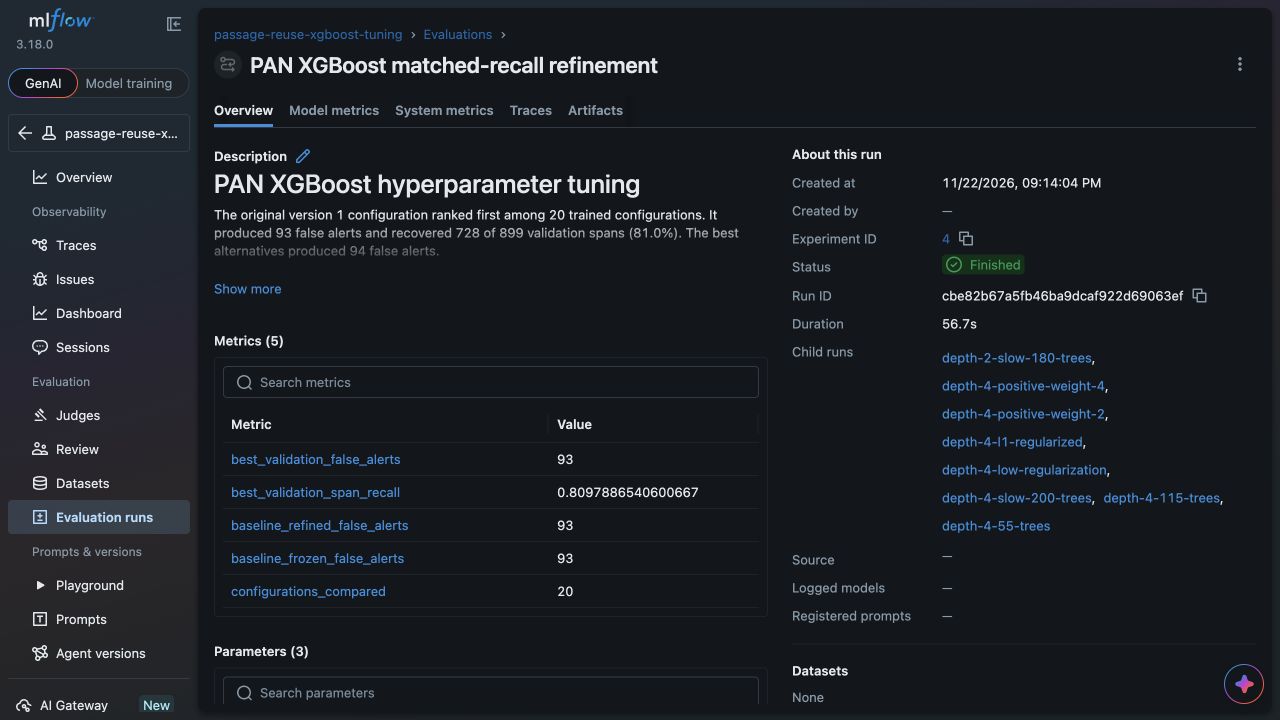 mlflow
3.18.0
GenAI
Model training
passage-reuse-x...
Overview
Observability
Traces
Issues
Dashboard
Sessions
Evaluation
Judges
Review
Datasets
Evaluation runs
Prompts & versions
Playground
Prompts
Agent versions
AI Gateway New
passage-reuse-xgboost-tuning › Evaluations ›
PAN XGBoost matched-recall refinement
Overview Model metrics System metrics Traces Artifacts
Description
PAN XGBoost hyperparameter tuning
The original version 1 configuration ranked first among 20 trained configurations. It
produced 93 false alerts and recovered 728 of 899 validation spans (81.0%). The best
alternatives produced 94 false alerts.
Show more
Metrics (5)
Search metrics
Metric Value
best_validation_false_alerts 93
best_validation_span_recall 0.8097886540600667
baseline_refined_false_alerts 93
baseline_frozen_false_alerts 93
configurations_compared 20
Parameters (3)
Search parameters
About this run
Created at 11/22/2026, 09:14:04 PM
Created by —
Experiment ID 4
Status Finished
Run ID cbe82b67a5fb46ba9dcaf922d69063ef
Duration 56.7s
Child runs depth-2-slow-180-trees,
depth-4-positive-weight-4,
depth-4-positive-weight-2,
depth-4-l1-regularized,
depth-4-low-regularization,
depth-4-slow-200-trees, depth-4-115-trees,
depth-4-55-trees
Source —
Logged models —
Registered prompts —
Datasets
None